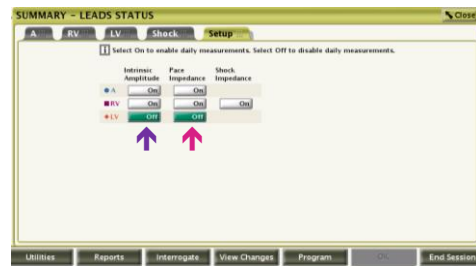 SUMMARY - LEADS STATUS Close
A RV LV Shock Setup
i Select On to enable daily measurements. Select Off to disable daily measurements.
Intrinsic Amplitude Pace Impedance Shock Impedance
A On On
RV On On On
LV Off Off
Utilities Reports Interrogate View Changes Program End Session